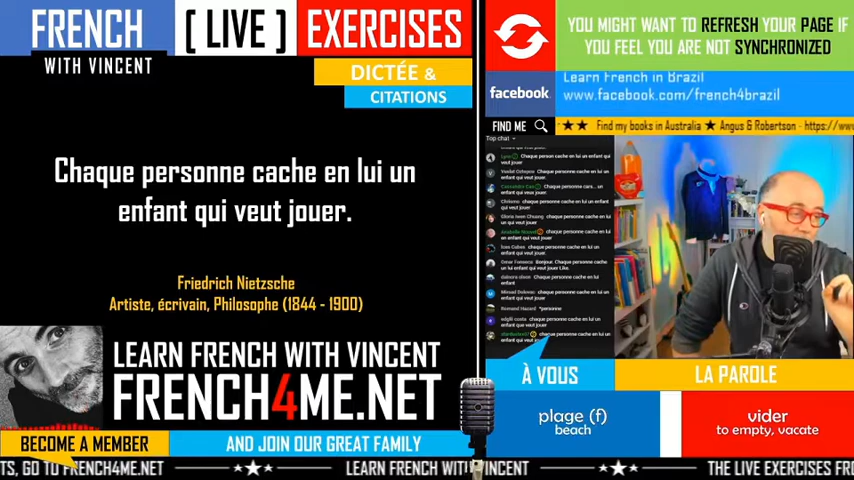 FRENCH
[ LIVE ]
EXERCISES
WITH VINCENT
DICTÉE &
CITATIONS
YOU MIGHT WANT TO REFRESH YOUR PAGE IF
YOU FEEL YOU ARE NOT SYNCHRONIZED
facebook.
Learn French in Brazil
www.facebook.com/french4brazil
FIND ME
★★ Find my books in Australia ★ Angus & Robertson - https://ww
Top chat
Chaque personne cache en lui un
enfant qui veut jouer.
Friedrich Nietzsche
Artiste, écrivain, Philosophe (1844 - 1900)
LEARN FRENCH WITH VINCENT
FRENCH4ME.NET
À VOUS
LA PAROLE
plage (f)
beach
vider
to empty, vacate
BECOME A MEMBER
AND JOIN OUR GREAT FAMILY
TS, GO TO FRENCH4ME.NET
LEARN FRENCH WITH VINCENT
THE LIVE EXERCISES FRO